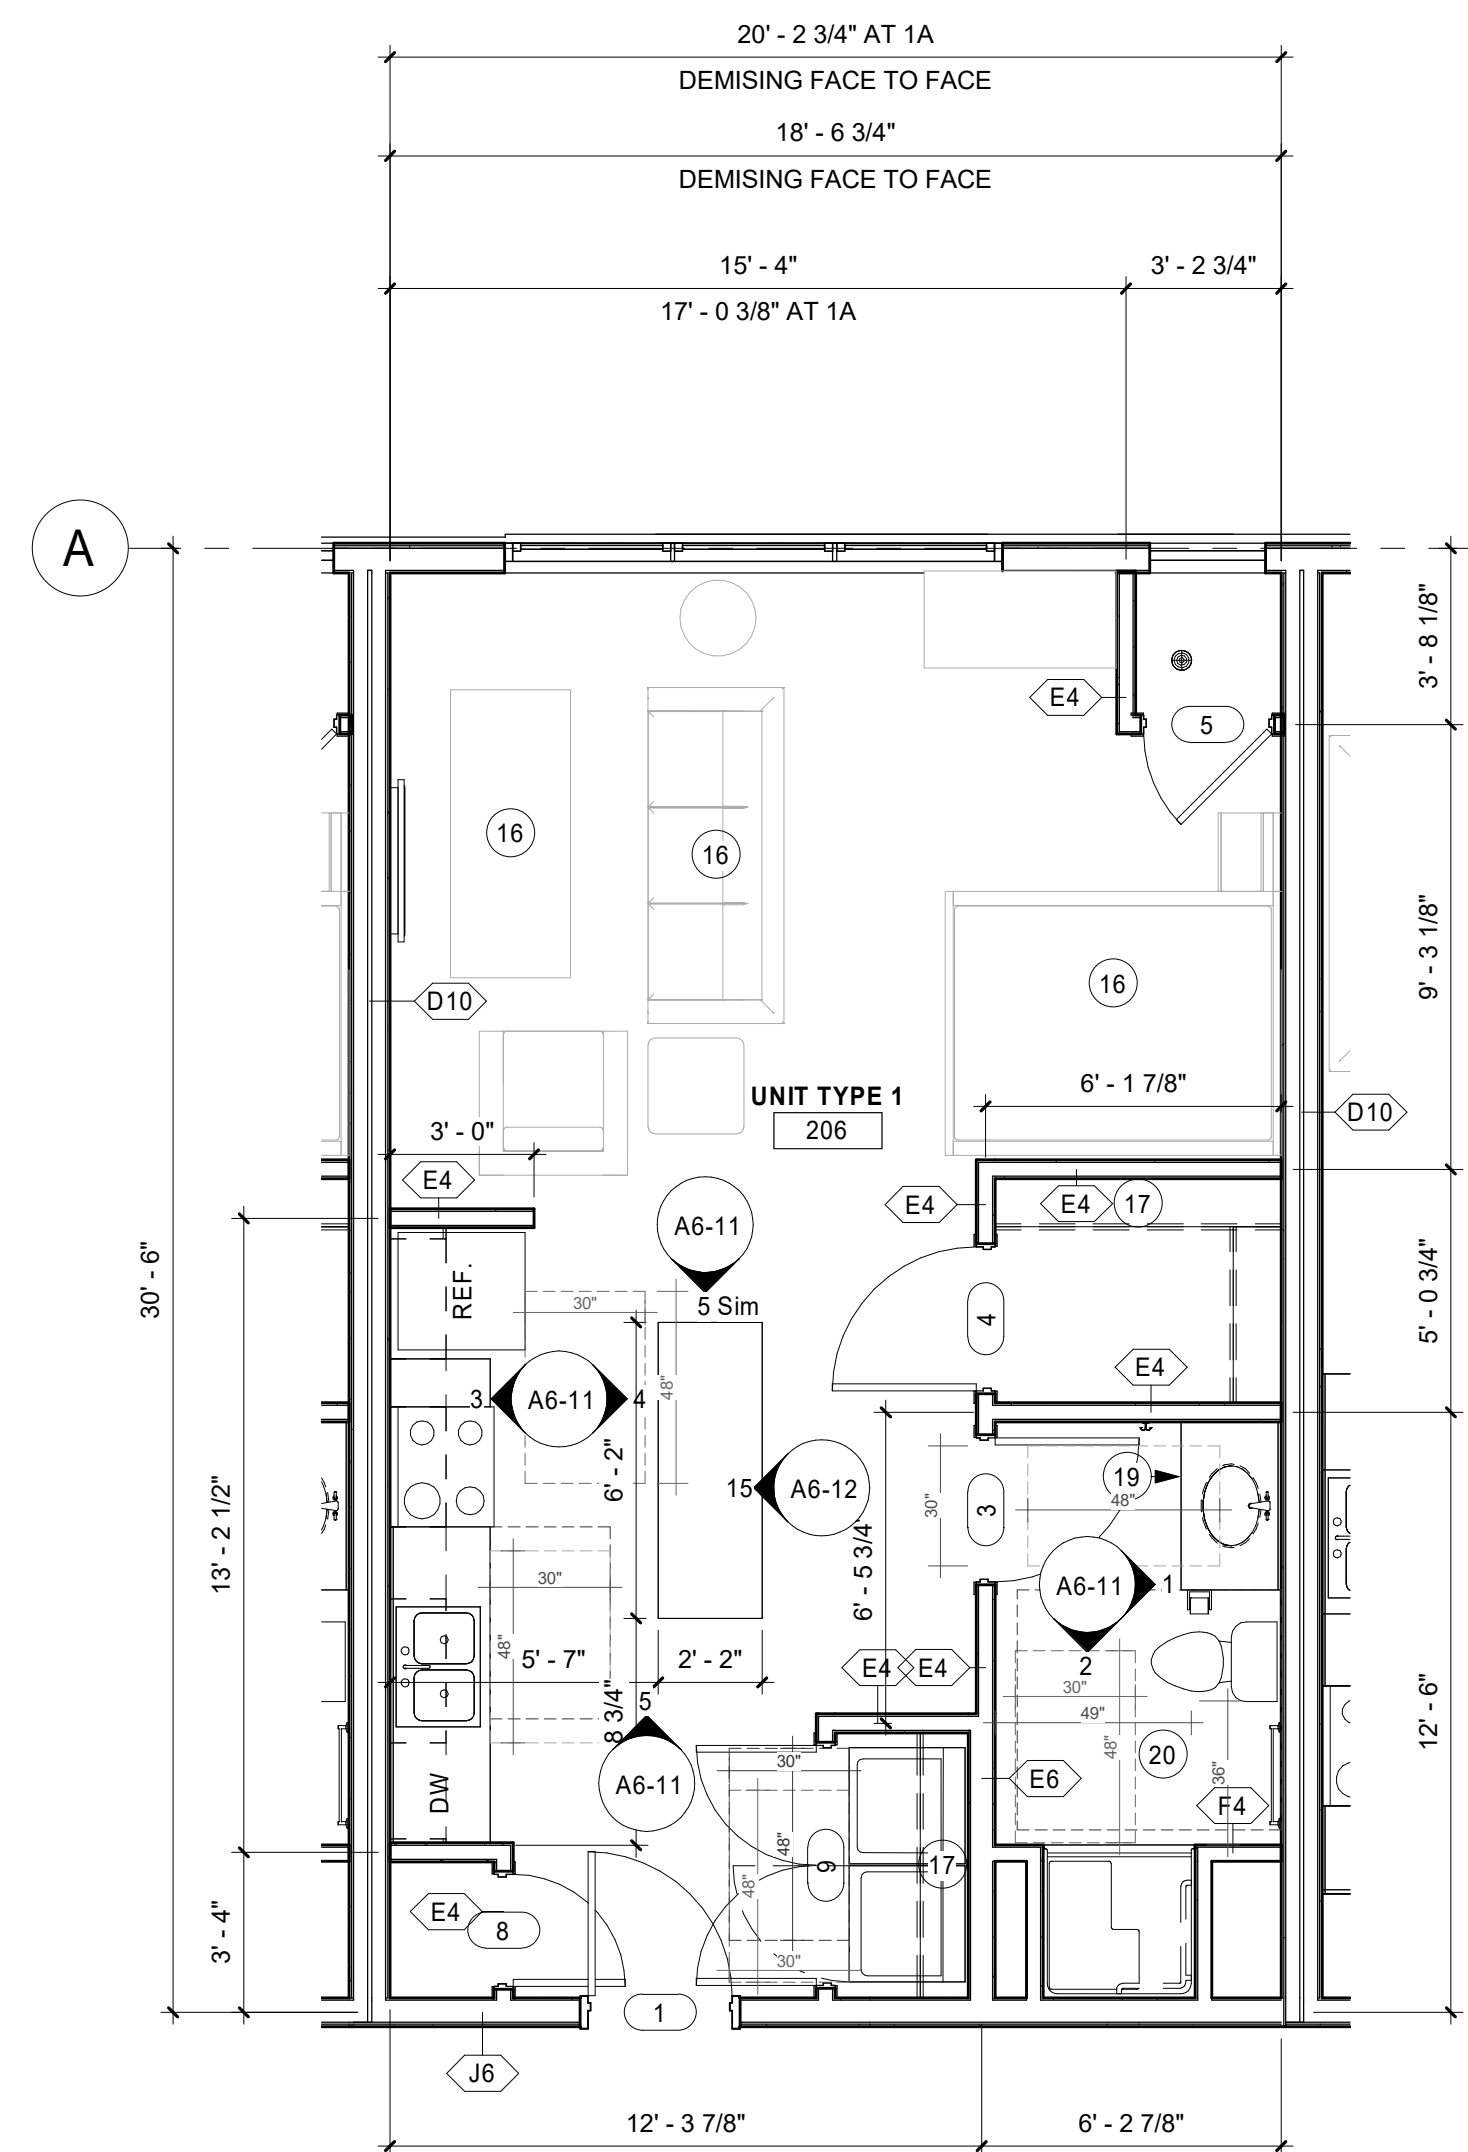 20' - 2 3/4" AT 1A
DEMISING FACE TO FACE
18' - 6 3/4"
DEMISING FACE TO FACE
15' - 4"
3' - 2 3/4"
17' - 0 3/8" AT 1A
A
3' - 8 1/8"
E4
5
16
16
9' - 3 1/8"
16
D10
6' - 1 7/8"
UNIT TYPE 1
206
D10
3' - 0"
E4
E4
E4
17
A6-11
5 Sim
30'' - 6"
REF.
30"
48"
4
5' - 0 3/4"
E4
3
A6-11
4
6' - 2"
15
A6-12
19
48"
30"
3
13' - 2 1/2"
6' - 5 3/4
A6-11
1
2
30"
48"
5' - 7"
2' - 2"
E4
E4
30"
49"
48"
20
36"
12' - 6"
8 3/4"
5
A6-11
DW
30"
48"
48"
9
17
30"
E6
F4
3' - 4"
E4
8
1
J6
12' - 3 7/8"
6' - 2 7/8"